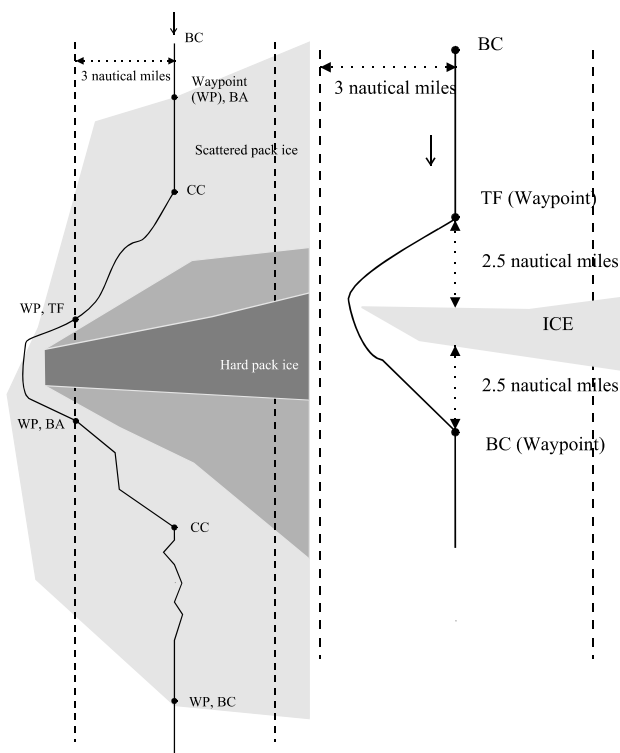 BC
3 nautical miles
Waypoint
(WP), BA
Scattered pack ice
CC
WP, TF
Hard pack ice
WP, BA
CC
WP, BC
BC
3 nautical miles
TF (Waypoint)
2.5 nautical miles
ICE
2.5 nautical miles
BC (Waypoint)